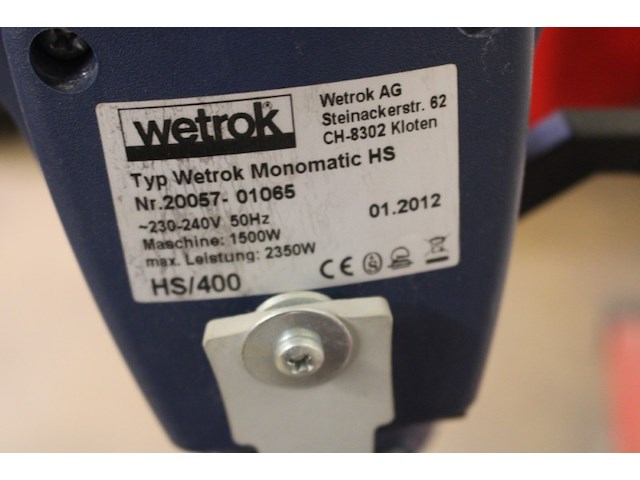 wetrok
Wetrok AG
Steinackerstr. 62
CH-8302 Kloten
Typ Wetrok Monomatic HS
Nr.20057- 01065
~230-240V 50Hz
01.2012
Maschine: 1500W
max. Leistung: 2350W
HS/400
CE